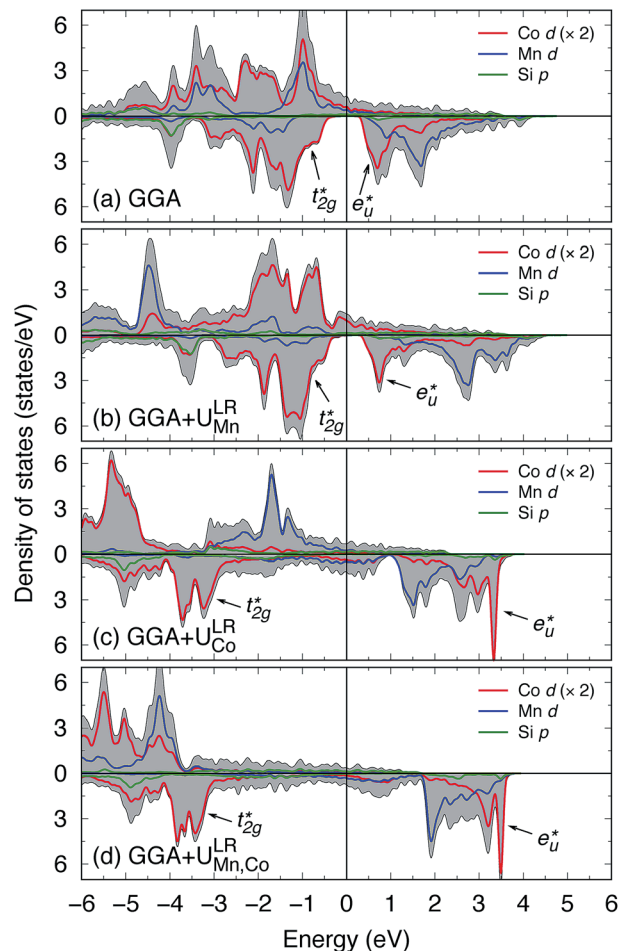 6
3
0
3
6
Co d (× 2)
Mn d
Si p
t*2g
e*u
(a) GGA
6
3
0
3
6
Co d (× 2)
Mn d
Si p
t*2g
e*u
(b) GGA+U^LR_Mn
6
3
0
3
6
Co d (× 2)
Mn d
Si p
t*2g
e*u
(c) GGA+U^LR_Co
6
3
0
3
6
Co d (× 2)
Mn d
Si p
t*2g
e*u
(d) GGA+U^LR_Mn,Co
Density of states (states/eV)
−6 −5 −4 −3 −2 −1 0 1 2 3 4 5 6
Energy (eV)